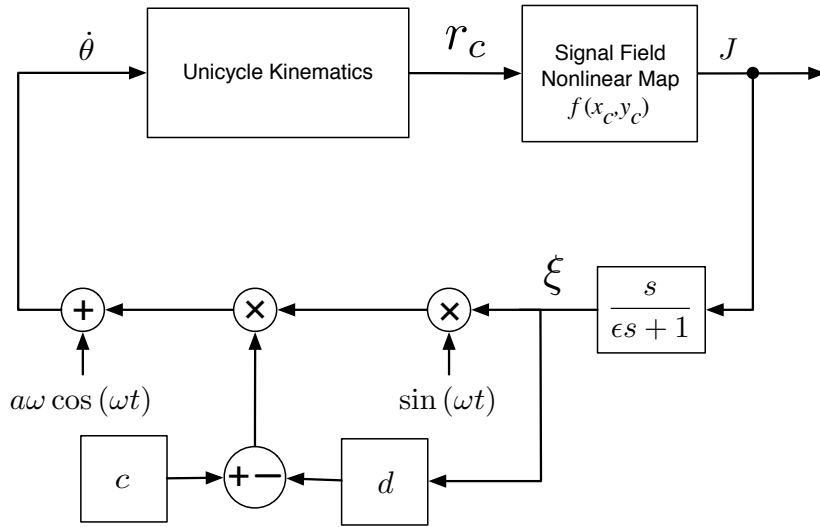 θ̇
Unicycle Kinematics
r_c
Signal Field
Nonlinear Map
f(x_c,y_c)
J
ξ
s
ϵs + 1
+
×
×
aω cos (ωt)
sin (ωt)
c
+−
d